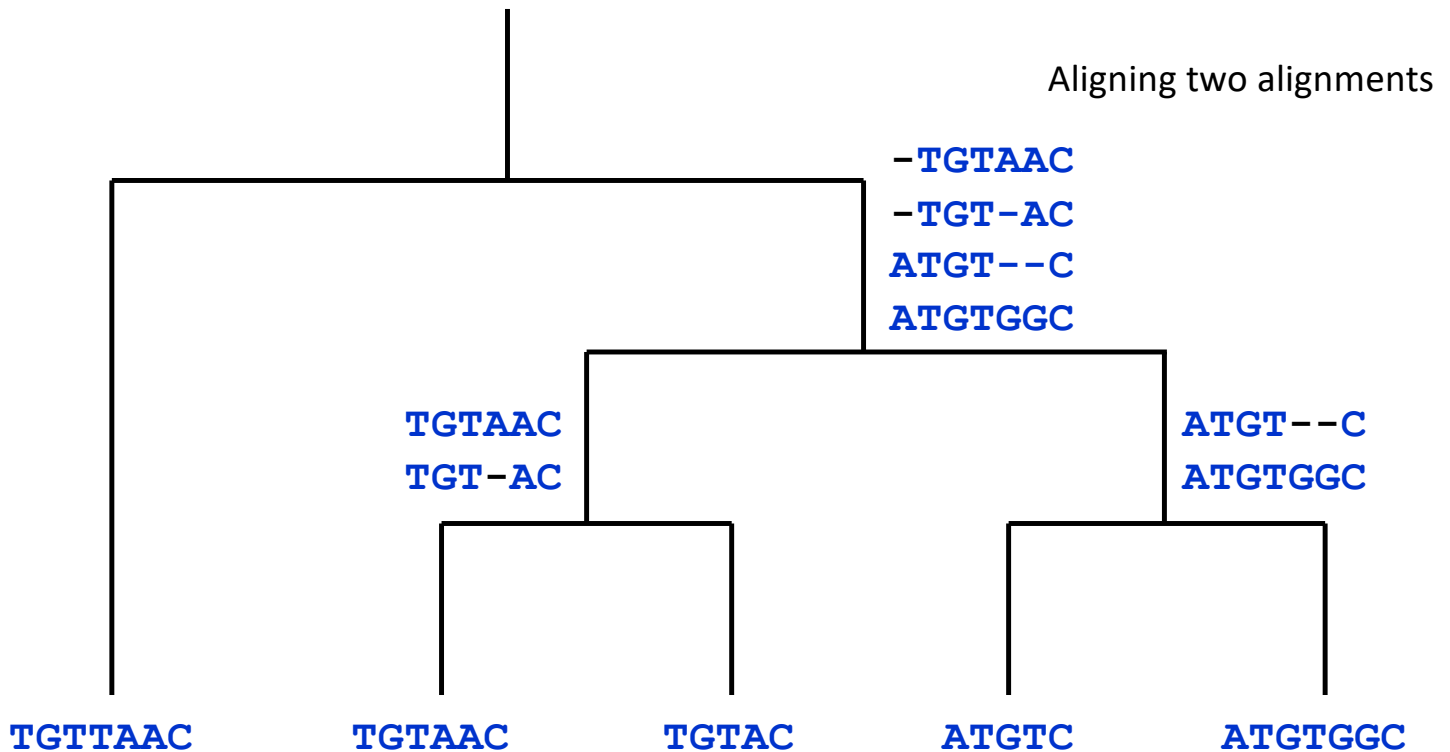 Aligning two alignments
-TGTAAC
-TGT-AC
ATGT--C
ATGTGGC
TGTAAC
TGT-AC
ATGT--C
ATGTGGC
TGTTAAC
TGTAAC
TGTAC
ATGTC
ATGTGGC